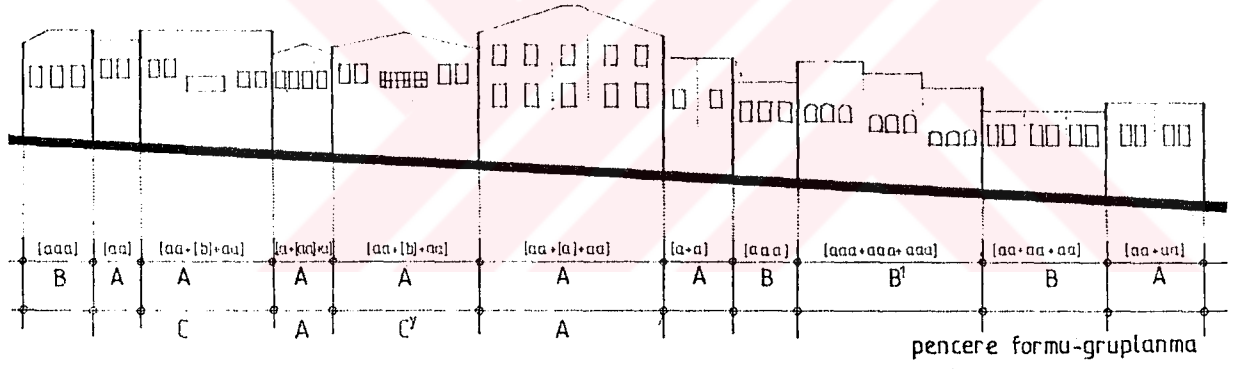 [aaa] [aa] [aa+[b]+aa] [a+[aa]+a] [aa+[b]+aa] [aa+[a]+aa] [a+a] [aaa] [aaa+aaa+aaa] [aa+aa+aa] [aa+aa]
B A A A A A A B B¹ B A
C A Cʸ A
pencere formu-gruplanma